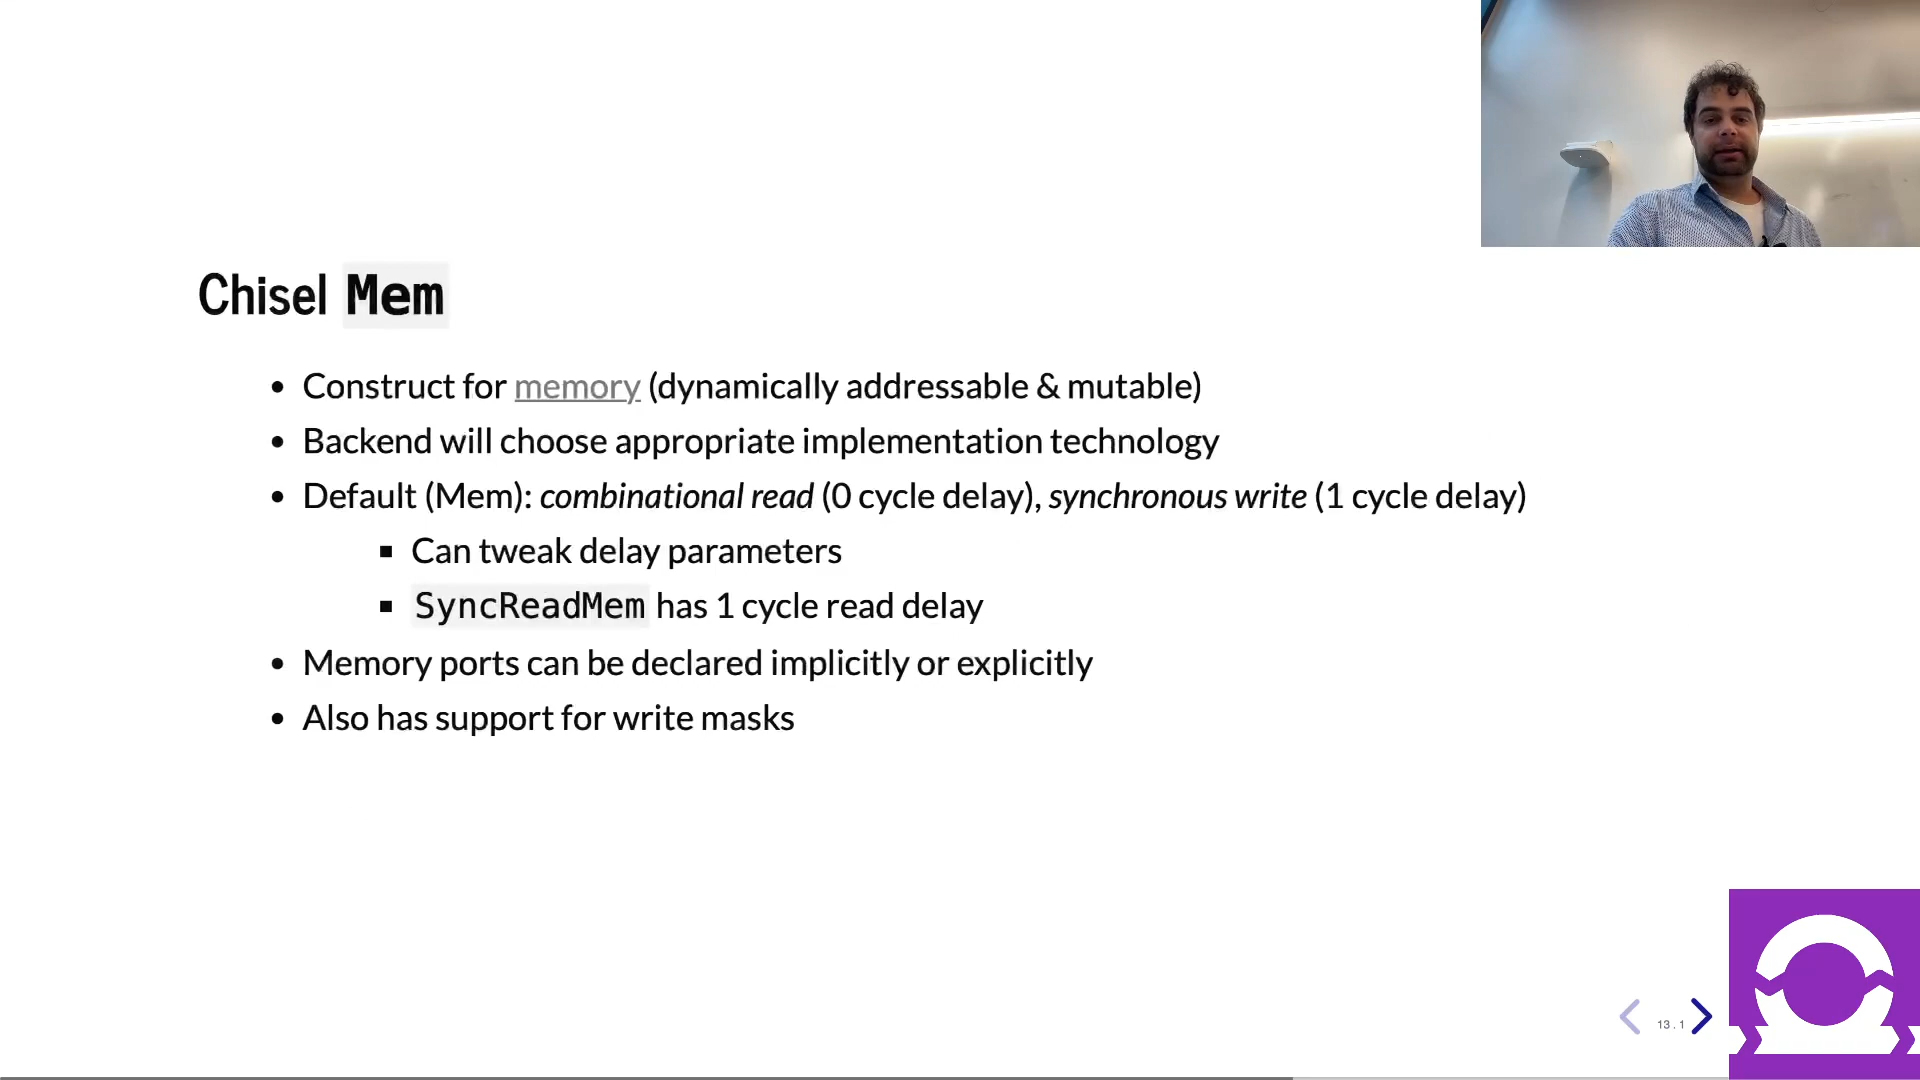 Chisel Mem
Construct for memory (dynamically addressable & mutable)
Backend will choose appropriate implementation technology
Default (Mem): combinational read (0 cycle delay), synchronous write (1 cycle delay)
Can tweak delay parameters
SyncReadMem has 1 cycle read delay
Memory ports can be declared implicitly or explicitly
Also has support for write masks
13.1